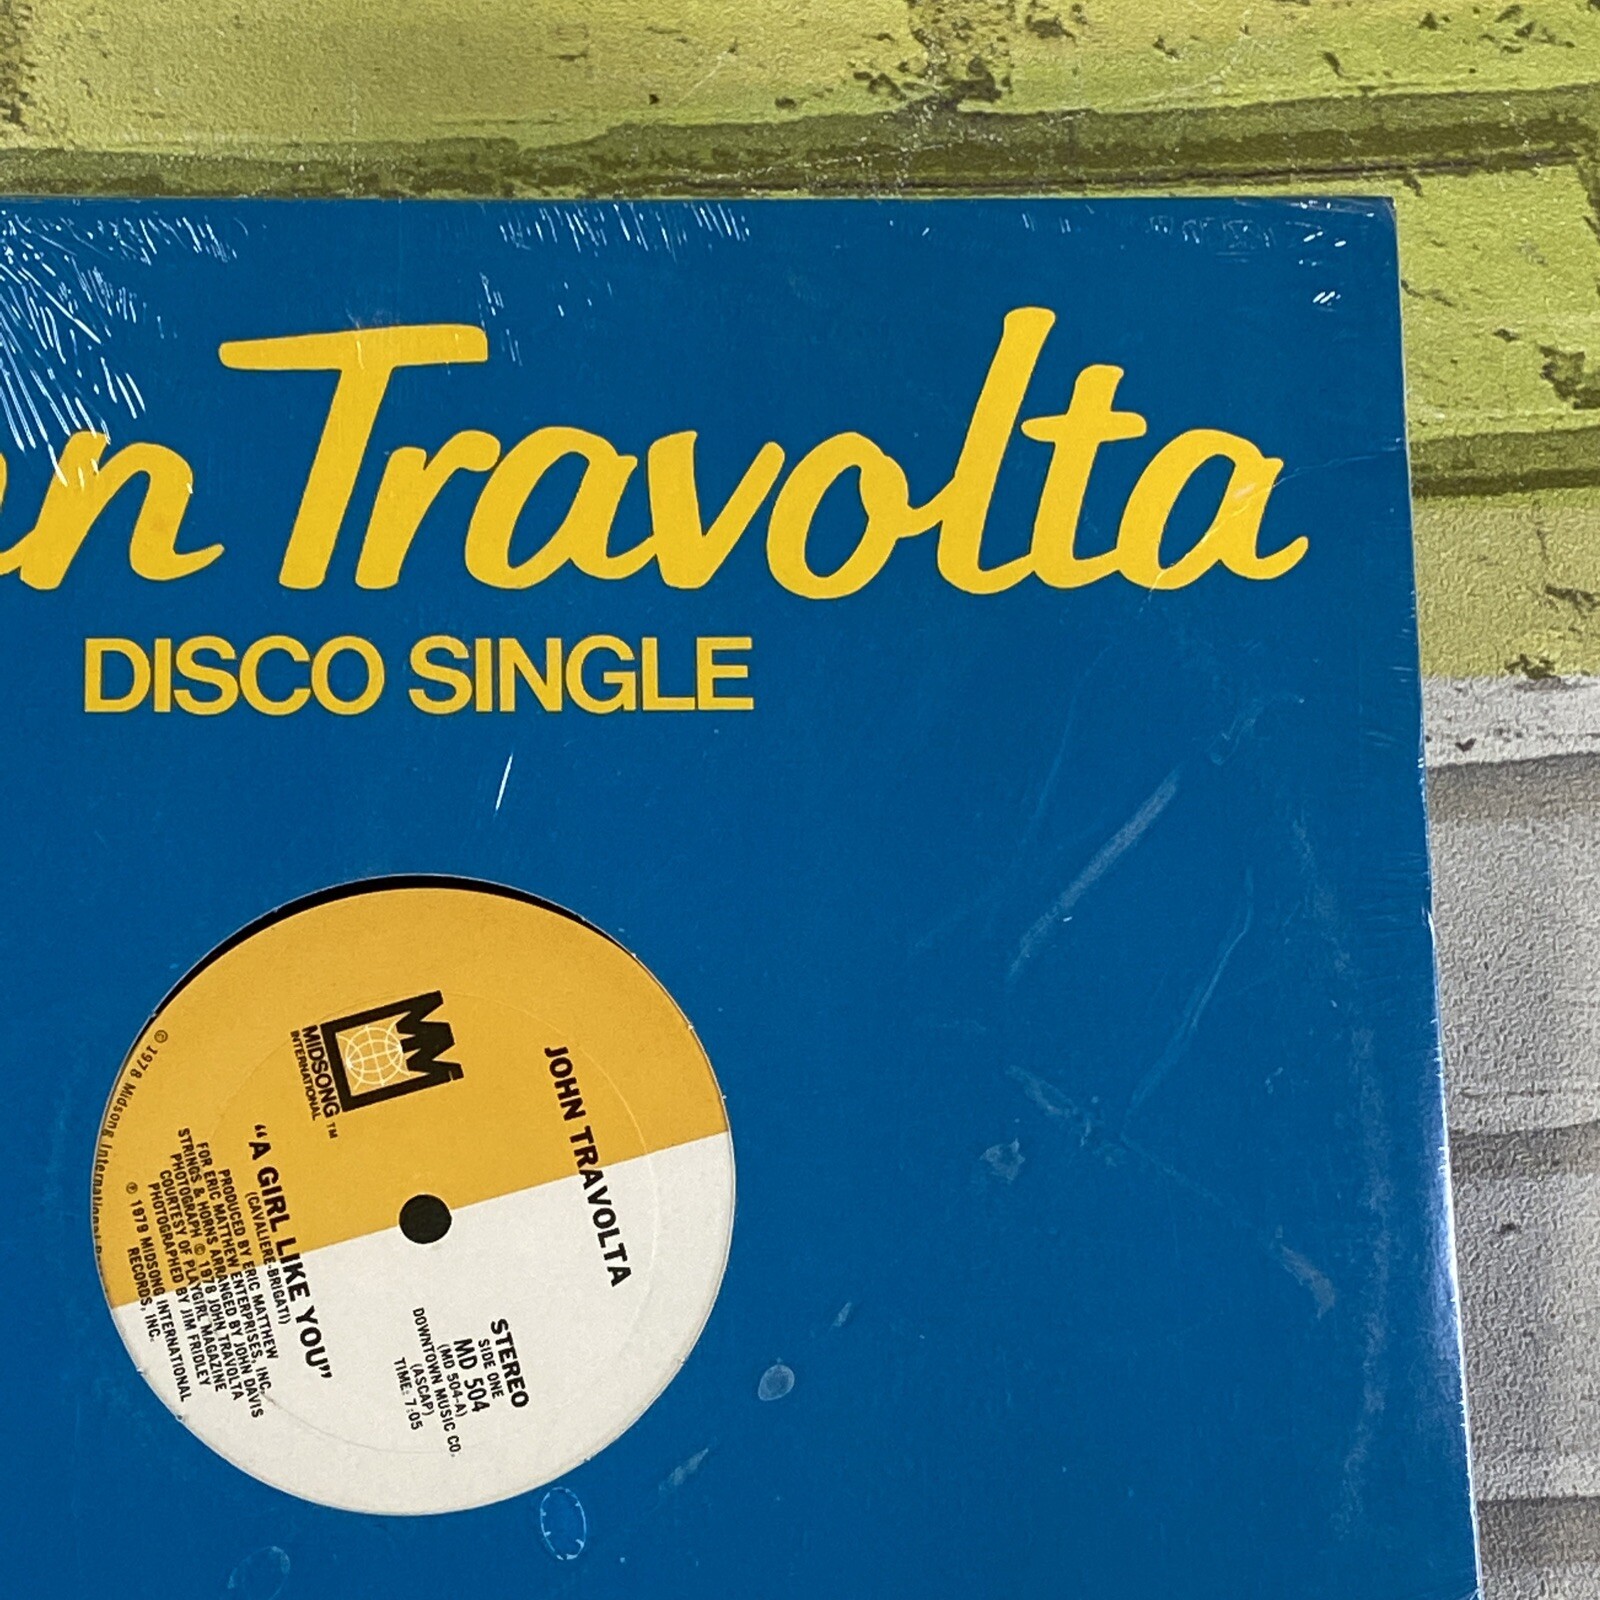 n Travolta
DISCO SINGLE
MIDSONG™
INTERNATIONAL
JOHN TRAVOLTA
STEREO
SIDE ONE
MD 504
(MD 504-A)
DOWNTOWN MUSIC CO.
(ASCAP)
TIME: 7:05
"A GIRL LIKE YOU"
(CAVALIERE-BRIGATI)
PRODUCED BY ERIC MATTHEW
FOR ERIC MATTHEW ENTERPRISES, INC.
STRINGS & HORNS ARRANGED BY JOHN DAVIS
PHOTOGRAPH © 1978 JOHN TRAVOLTA
COURTESY OF PLAYGIRL MAGAZINE
PHOTOGRAPHED BY JIM FRIDLEY
℗ 1979 MIDSONG INTERNATIONAL
RECORDS, INC.
© 1978 Midsong International